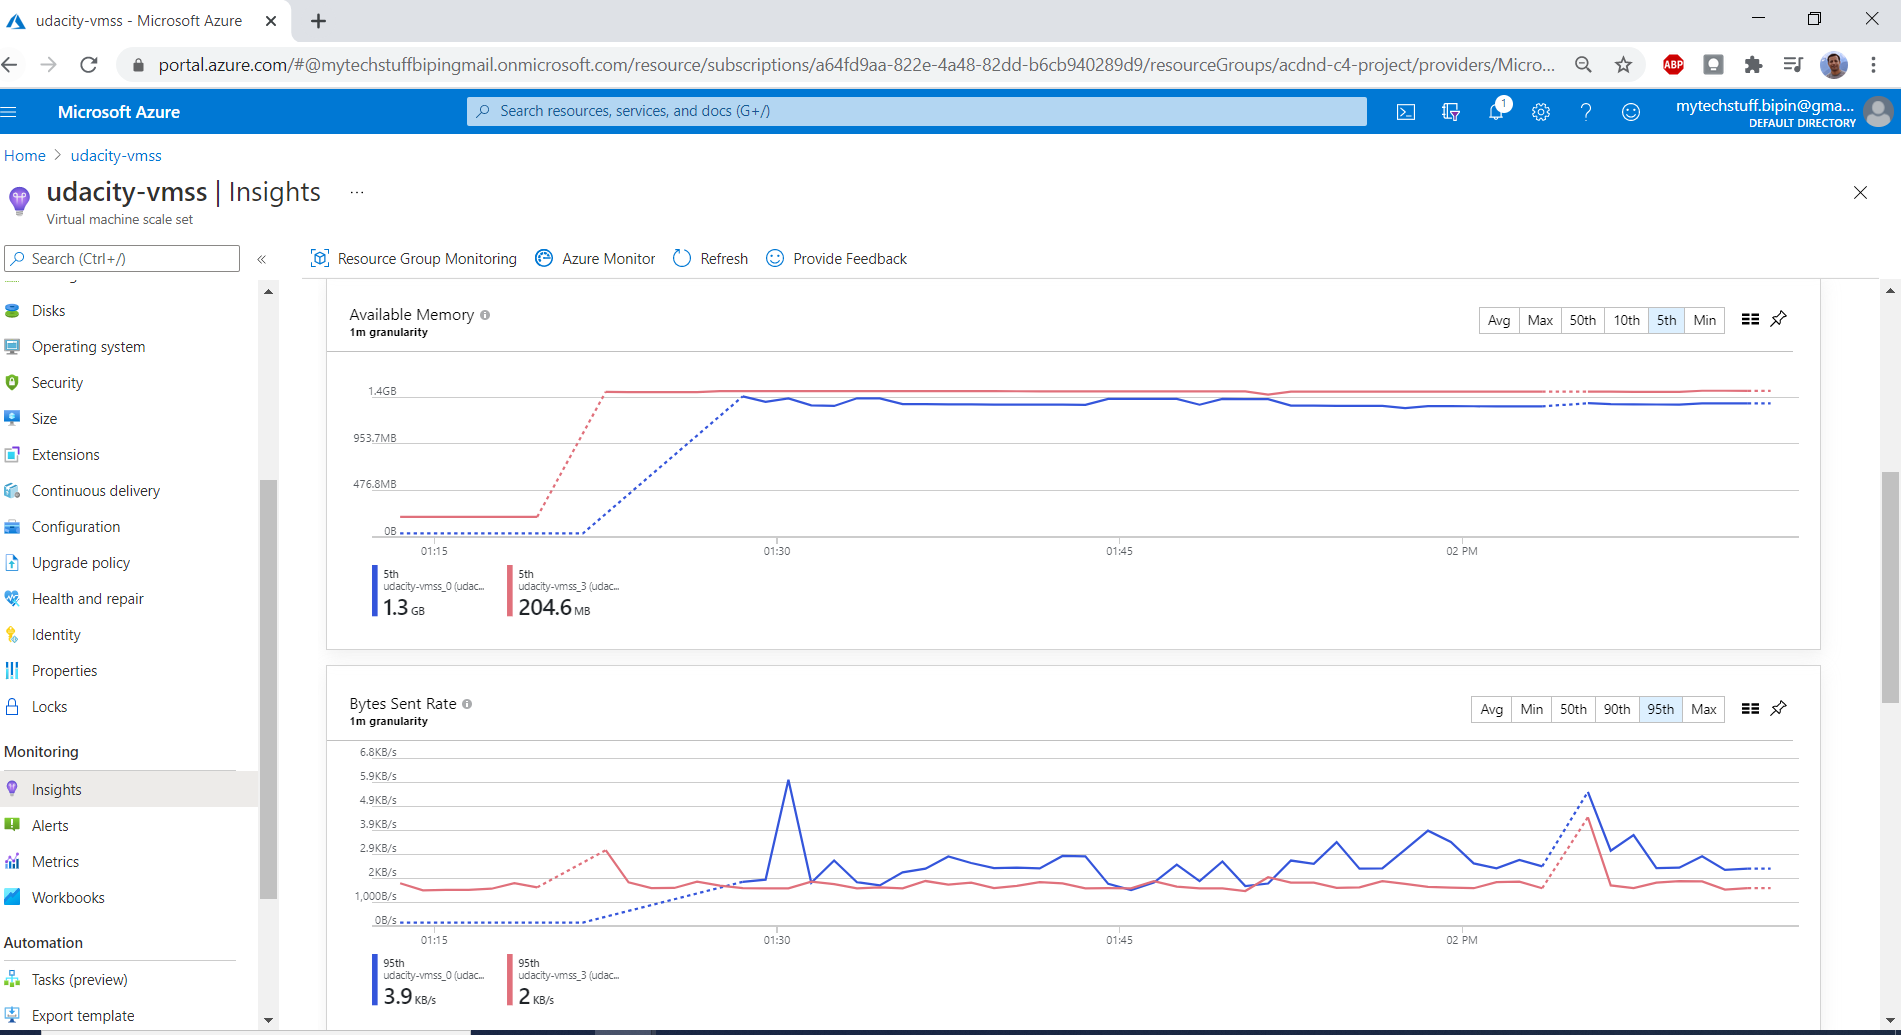 udacity-vmss - Microsoft Azure
portal.azure.com/#@mytechstuffbipingmail.onmicrosoft.com/resource/subscriptions/a64fd9aa-822e-4a48-82dd-b6cb940289d9/resourceGroups/acdnd-c4-project/providers/Micro...
ABP
Microsoft Azure
Search resources, services, and docs (G+/)
1
mytechstuff.bipin@gma...
DEFAULT DIRECTORY
Home > udacity-vmss
udacity-vmss | Insights ...
Virtual machine scale set
Search (Ctrl+/)
«
Resource Group Monitoring
Azure Monitor
Refresh
Provide Feedback
Disks
Operating system
Security
Size
Extensions
Continuous delivery
Configuration
Upgrade policy
Health and repair
Identity
Properties
Locks
Monitoring
Insights
Alerts
Metrics
Workbooks
Automation
Tasks (preview)
Export template
Available Memory
1m granularity
Avg Max 50th 10th 5th Min
1.4GB
953.7MB
476.8MB
0B
01:15 01:30 01:45 02 PM
5th
udacity-vmss_0 (udac...
1.3 GB
5th
udacity-vmss_3 (udac...
204.6 MB
Bytes Sent Rate
1m granularity
Avg Min 50th 90th 95th Max
6.8KB/s
5.9KB/s
4.9KB/s
3.9KB/s
2.9KB/s
2KB/s
1,000B/s
0B/s
01:15 01:30 01:45 02 PM
95th
udacity-vmss_0 (udac...
3.9 KB/s
95th
udacity-vmss_3 (udac...
2 KB/s